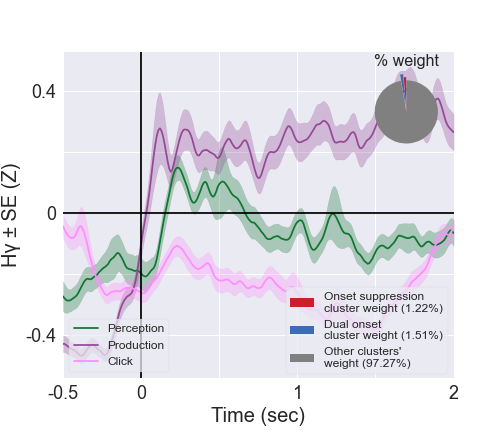 % weight
0.4
0
-0.4
Hγ ± SE (Z)
Perception
Production
Click
Onset suppression
cluster weight (1.22%)
Dual onset
cluster weight (1.51%)
Other clusters'
weight (97.27%)
-0.5
0
1
2
Time (sec)